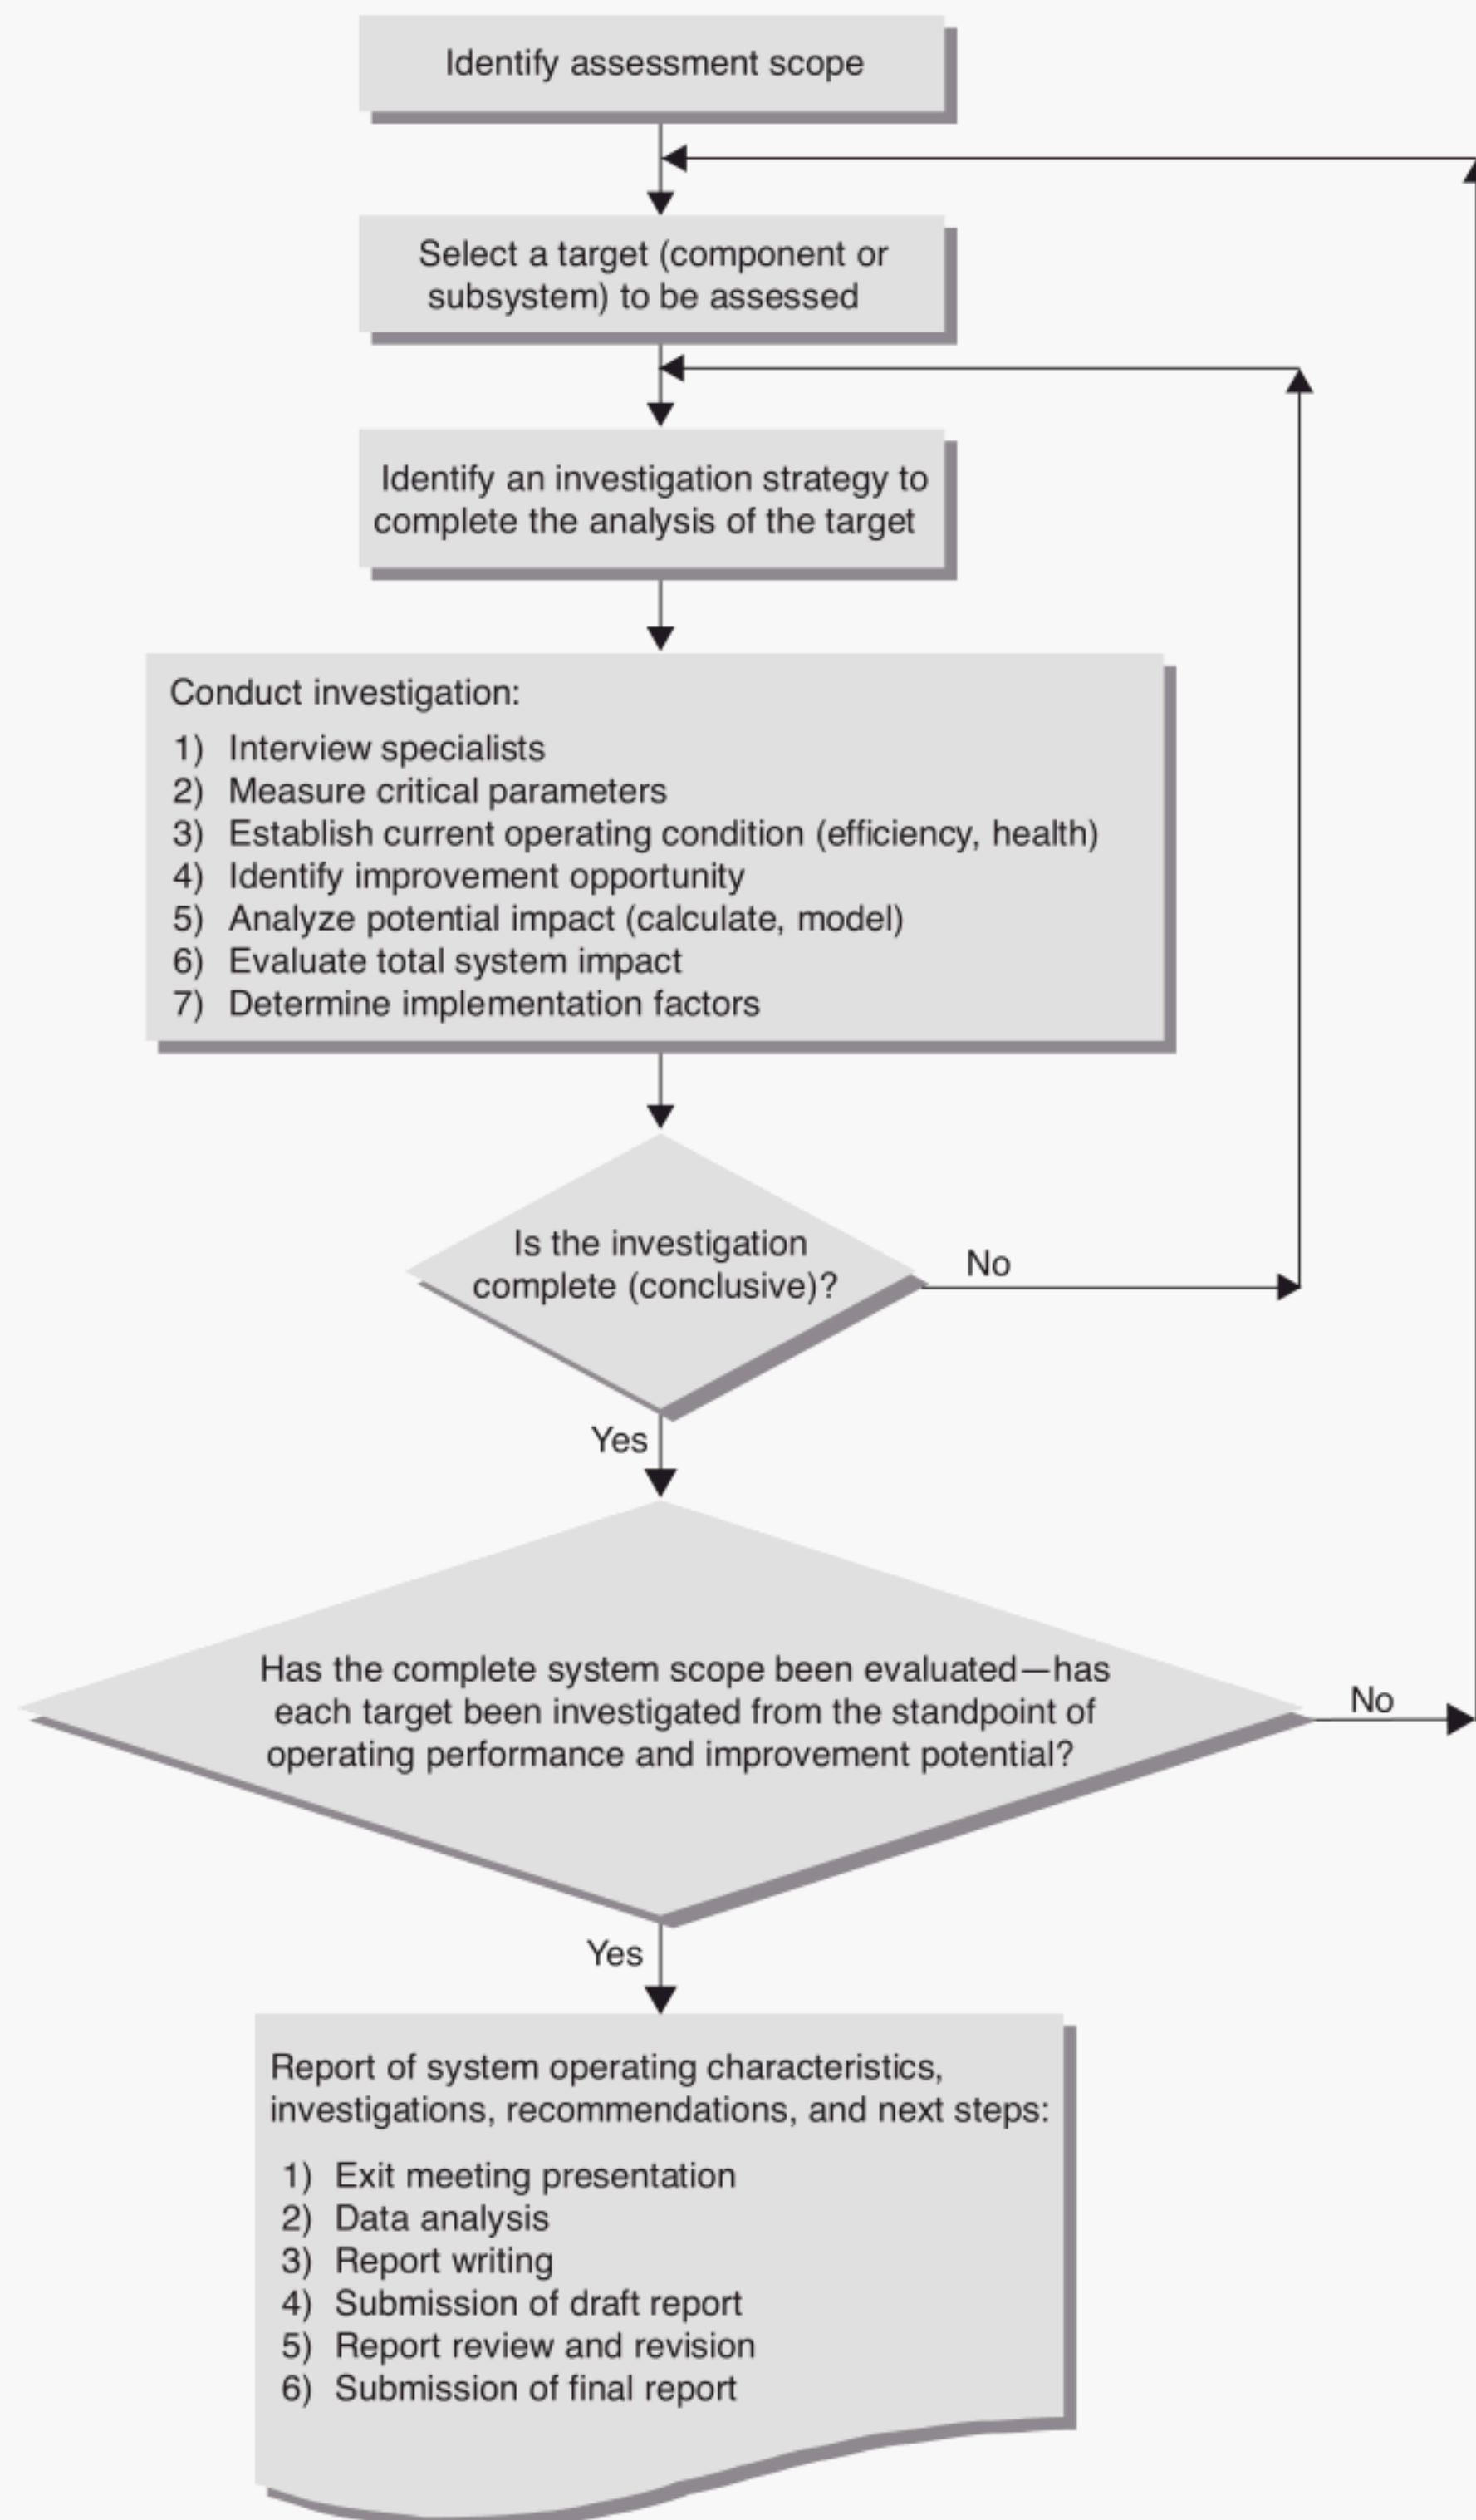 Identify assessment scope
Select a target (component or
subsystem) to be assessed
Identify an investigation strategy to
complete the analysis of the target
Conduct investigation:
1) Interview specialists
2) Measure critical parameters
3) Establish current operating condition (efficiency, health)
4) Identify improvement opportunity
5) Analyze potential impact (calculate, model)
6) Evaluate total system impact
7) Determine implementation factors
Is the investigation
complete (conclusive)?
No
Yes
Has the complete system scope been evaluated—has
each target been investigated from the standpoint of
operating performance and improvement potential?
No
Yes
Report of system operating characteristics,
investigations, recommendations, and next steps:
1) Exit meeting presentation
2) Data analysis
3) Report writing
4) Submission of draft report
5) Report review and revision
6) Submission of final report